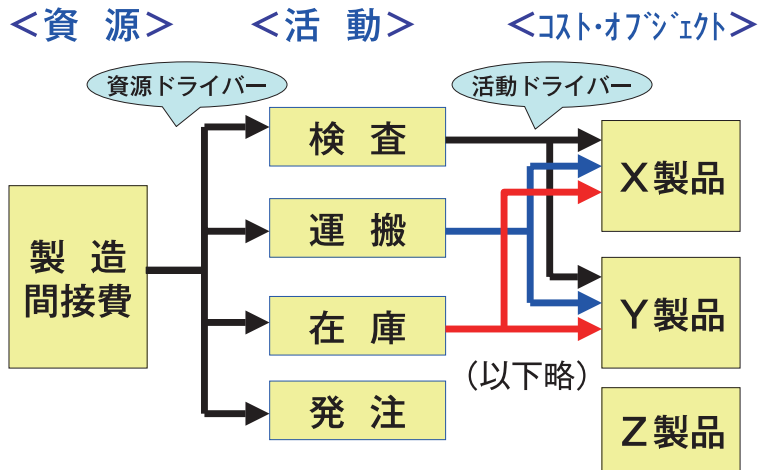 <資 源>
<活 動>
<コスト・オブジェクト>
資源ドライバー
活動ドライバー
製 造
間接費
検 査
運 搬
在 庫
発 注
X製品
Y製品
(以下略)
Z製品